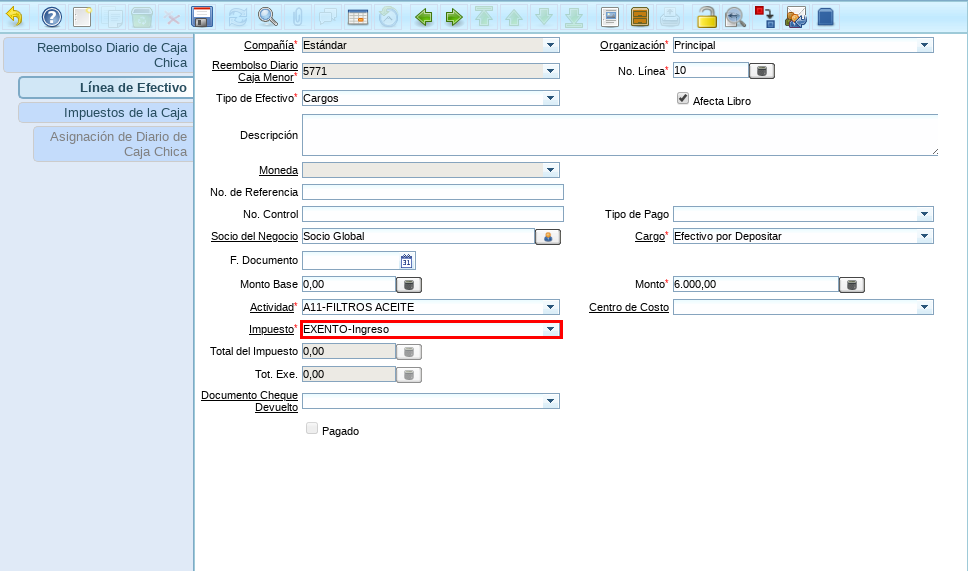 Reembolso Diario de Caja
Chica
Línea de Efectivo
Impuestos de la Caja
Asignación de Diario de
Caja Chica
Compañía* Estándar Organización* Principal
Reembolso Diario
Caja Menor* 5771 No. Línea* 10
Tipo de Efectivo* Cargos Afecta Libro
Descripción
Moneda
No. de Referencia
No. Control Tipo de Pago
Socio del Negocio Socio Global Cargo* Efectivo por Depositar
F. Documento 31
Monto Base 0,00 Monto* 6.000,00
Actividad* A11-FILTROS ACEITE Centro de Costo
Impuesto* EXENTO-Ingreso
Total del Impuesto 0,00
Tot. Exe. 0,00
Documento Cheque
Devuelto
Pagado